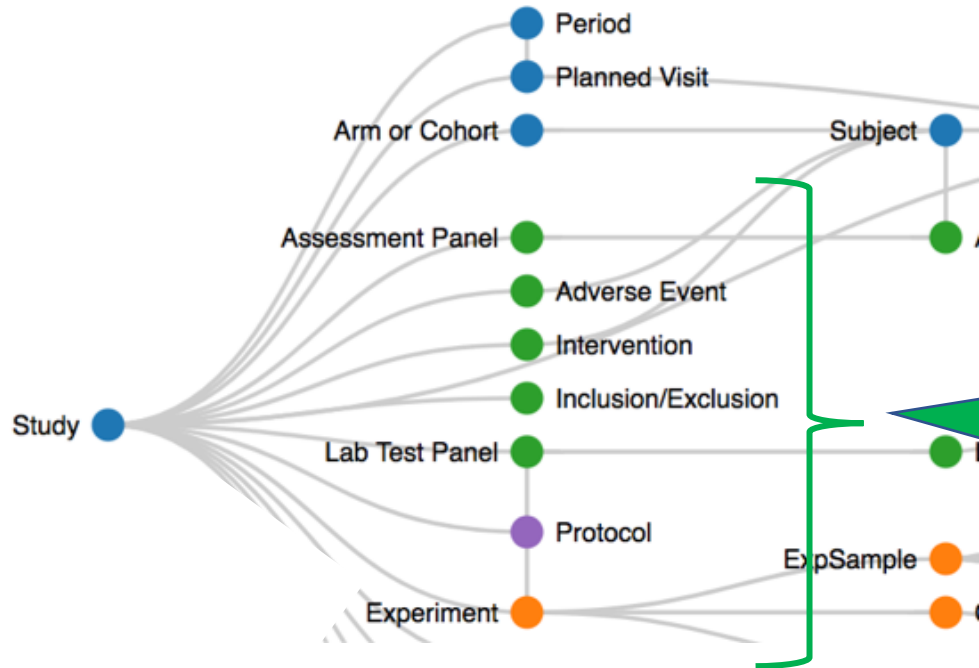 Period
Planned Visit
Arm or Cohort
Subject
Assessment Panel
Adverse Event
Intervention
Inclusion/Exclusion
Study
Lab Test Panel
Protocol
ExpSample
Experiment